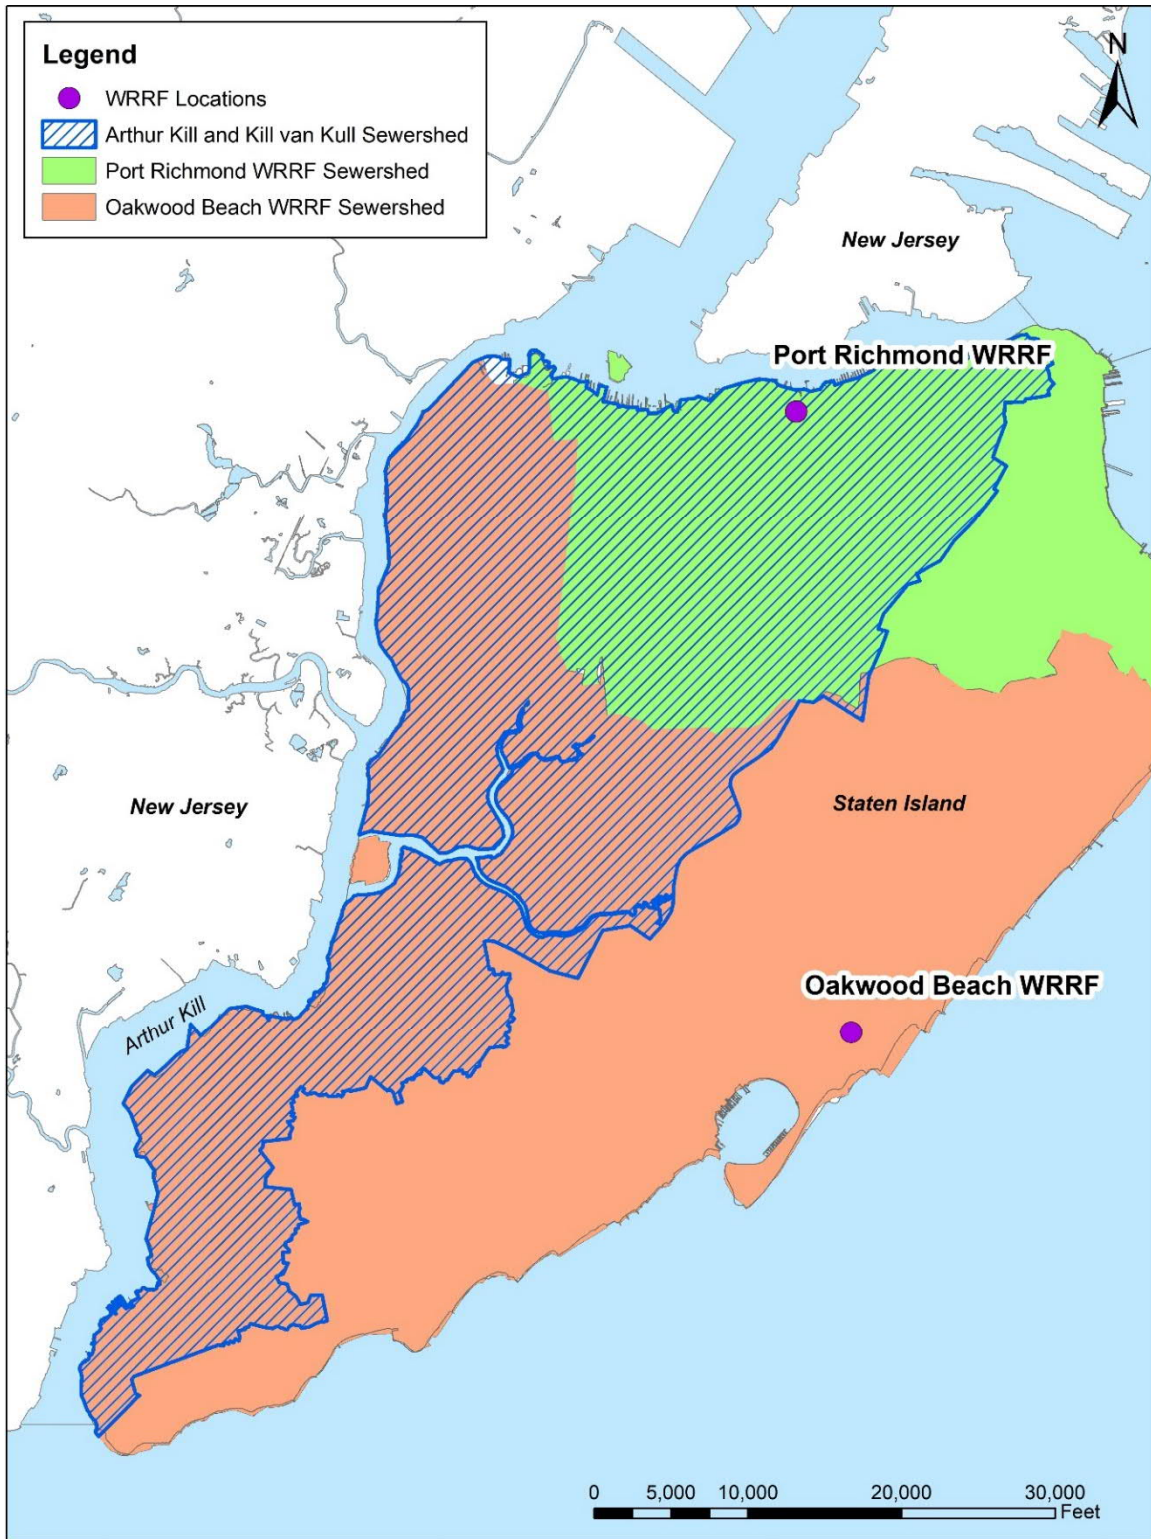 Legend
WRRF Locations
Arthur Kill and Kill van Kull Sewershed
Port Richmond WRRF Sewershed
Oakwood Beach WRRF Sewershed
N
New Jersey
Port Richmond WRRF
New Jersey
Staten Island
Oakwood Beach WRRF
Arthur Kill
0 5,000 10,000 20,000 30,000
Feet